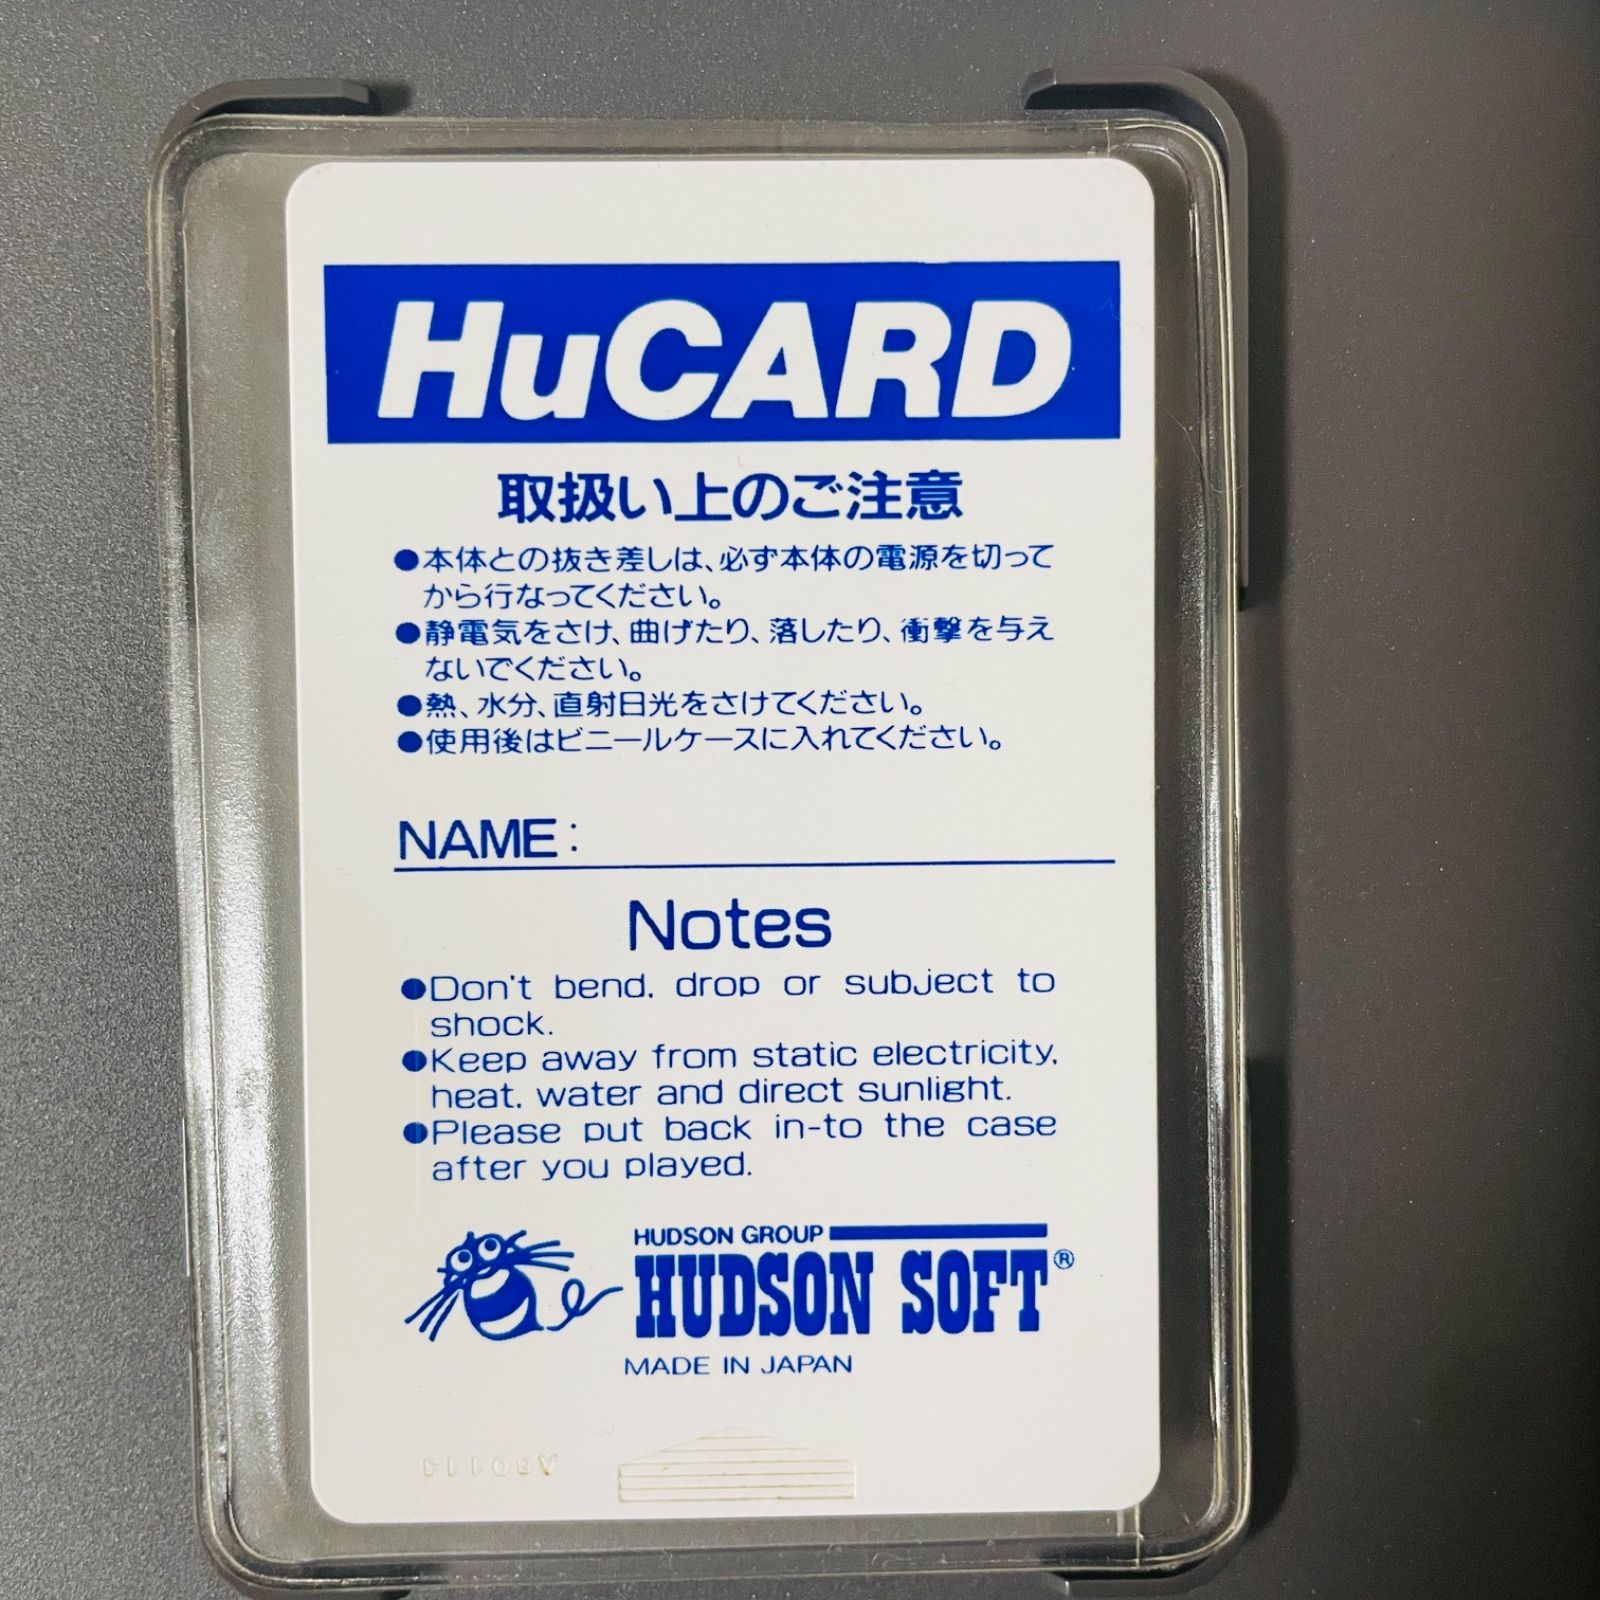 HuCARD
取扱い上のご注意
●本体との抜き差しは、必ず本体の電源を切って
から行なってください。
●静電気をさけ、曲げたり、落したり、衝撃を与え
ないでください。
●熱、水分、直射日光をさけてください。
●使用後はビニールケースに入れてください。
NAME:
Notes
●Don't bend, drop or subject to
shock.
●Keep away from static electricity,
heat, water and direct sunlight.
●Please put back in-to the case
after you played.
HUDSON GROUP
HUDSON SOFT®
MADE IN JAPAN